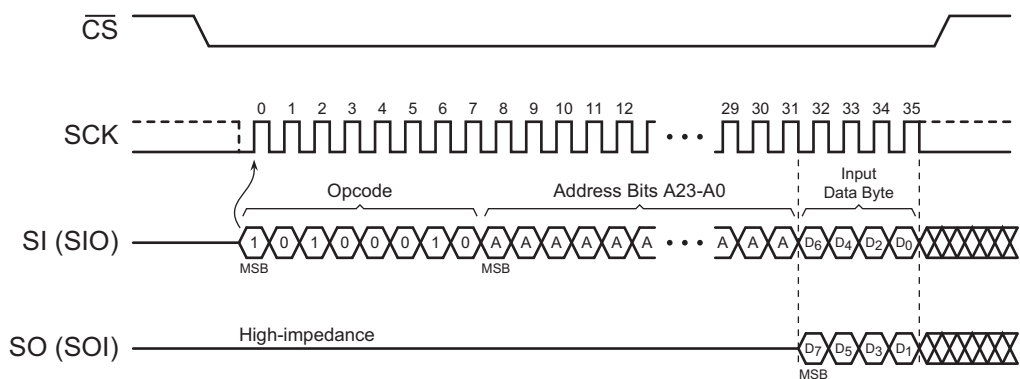 CS
0 1 2 3 4 5 6 7 8 9 10 11 12 29 30 31 32 33 34 35
SCK
Opcode Address Bits A23-A0 Input
Data Byte
SI (SIO) 1 0 1 0 0 0 1 0 A A A A A A A A A D6 D4 D2 D0
MSB MSB
High-impedance
SO (SOI) D7 D5 D3 D1
MSB